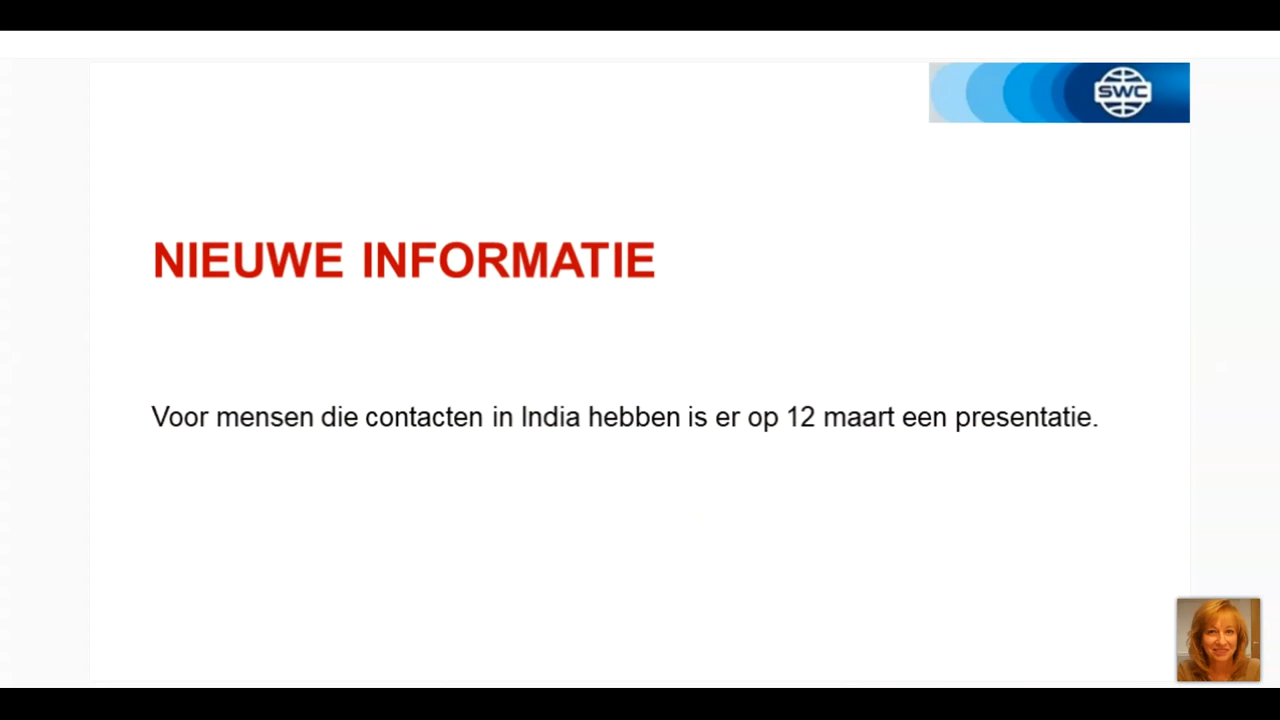 SWC
NIEUWE INFORMATIE
Voor mensen die contacten in India hebben is er op 12 maart een presentatie.